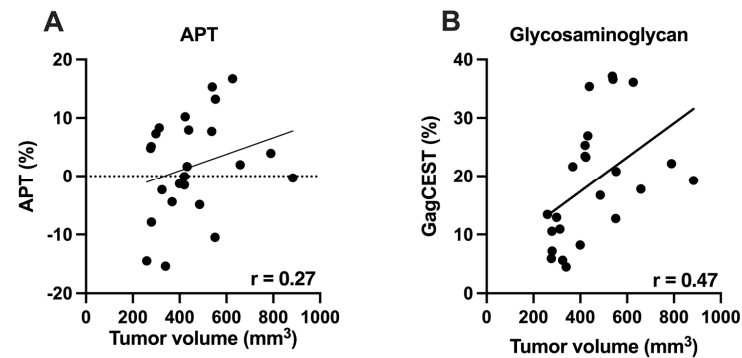 A
APT
20
10
0
-10
-20
APT (%)
r = 0.27
0 200 400 600 800 1000
Tumor volume (mm³)
B
Glycosaminoglycan
40
30
20
10
0
GagCEST (%)
r = 0.47
0 200 400 600 800 1000
Tumor volume (mm³)